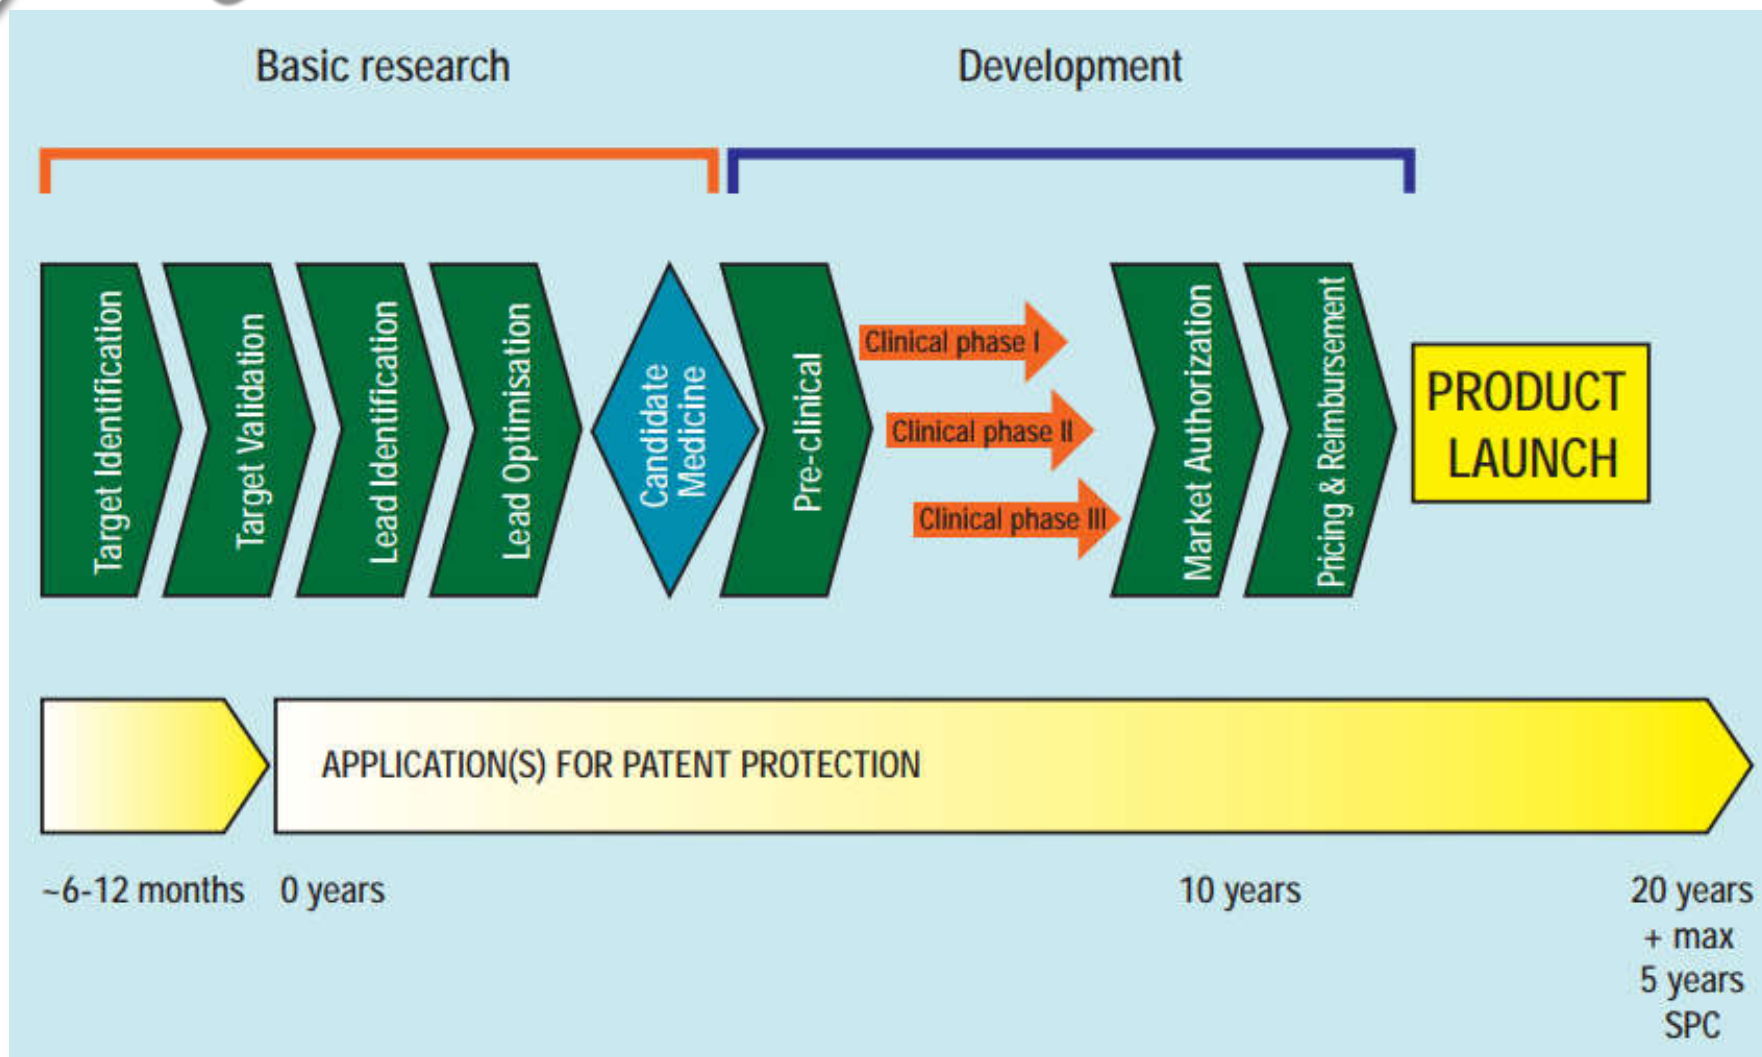 Basic research
Development
Target Identification
Target Validation
Lead Identification
Lead Optimisation
Candidate
Medicine
Pre-clinical
Clinical phase I
Clinical phase II
Clinical phase III
Market Authorization
Pricing & Reimbursement
PRODUCT
LAUNCH
APPLICATION(S) FOR PATENT PROTECTION
~6-12 months
0 years
10 years
20 years
+ max
5 years
SPC